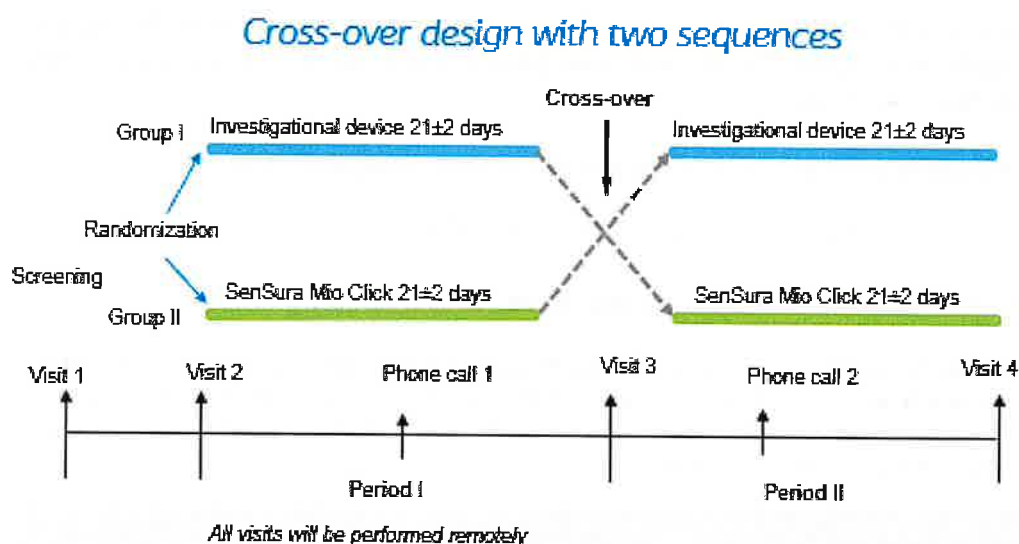 Cross-over design with two sequences
Cross-over
Group I
Investigational device 21±2 days
Investigational device 21±2 days
Randomization
Screening
SenSura Mio Click 21±2 days
SenSura Mio Click 21±2 days
Group II
Visit 1
Visit 2
Phone call 1
Visit 3
Phone call 2
Visit 4
Period I
Period II
All visits will be performed remotely